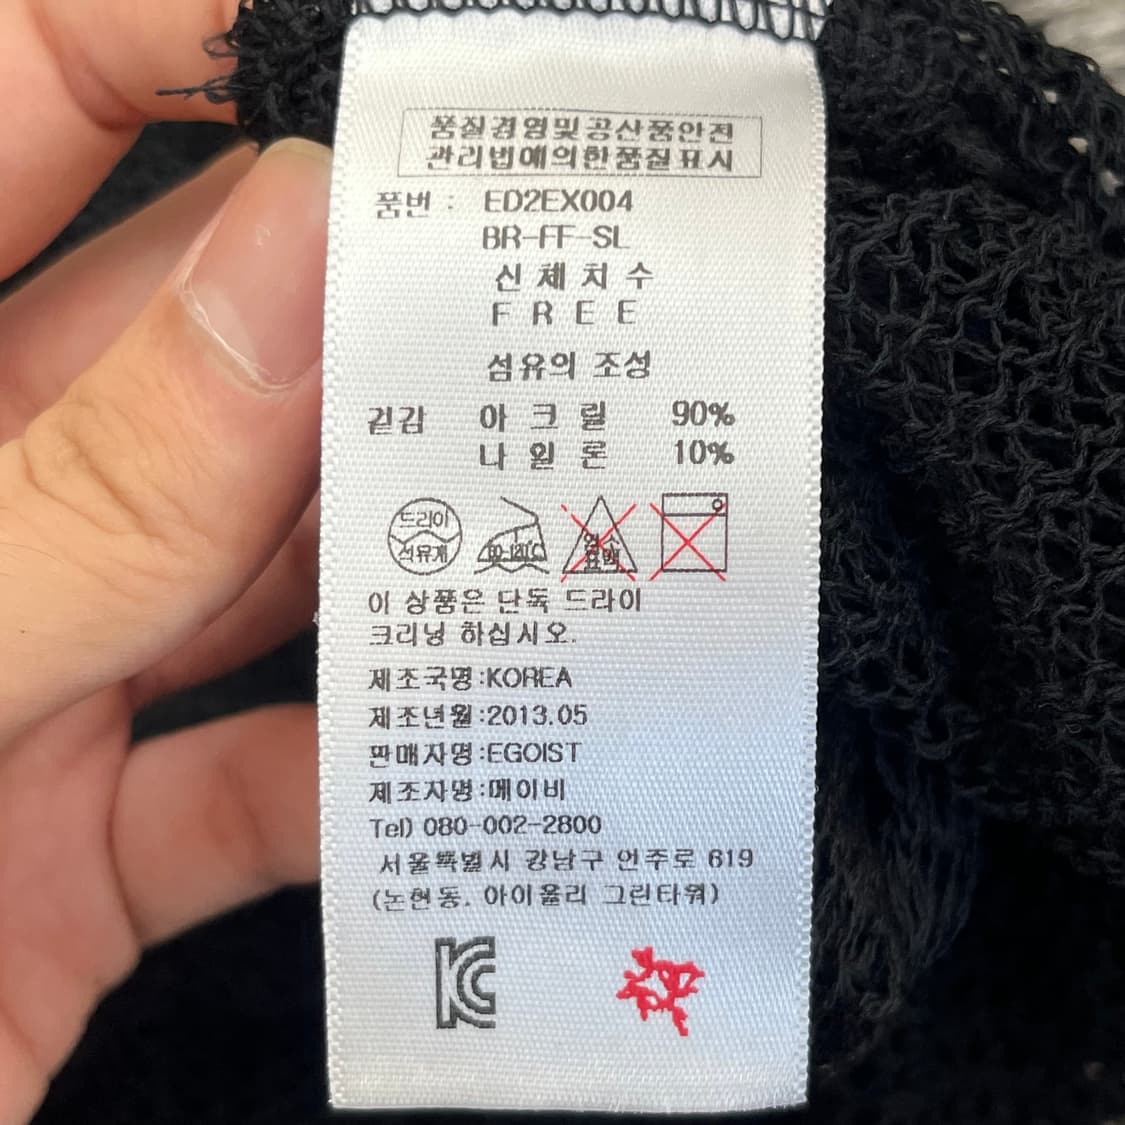 품질경영및공산품안전
관리법에의한품질표시
품번 : ED2EX004
BR-FF-SL
신 체 치 수
F R E E
섬유의 조성
겉감 아 크 릴 90%
나 일 론 10%
드라이
석유계
염소
표백
이 상품은 단독 드라이
크리닝 하십시오.
제조국명:KOREA
제조년월:2013.05
판매자명:EGOIST
제조자명:메이비
Tel) 080-002-2800
서울특별시 강남구 언주로 619
(논현동, 아이율리 그린타워)
KC